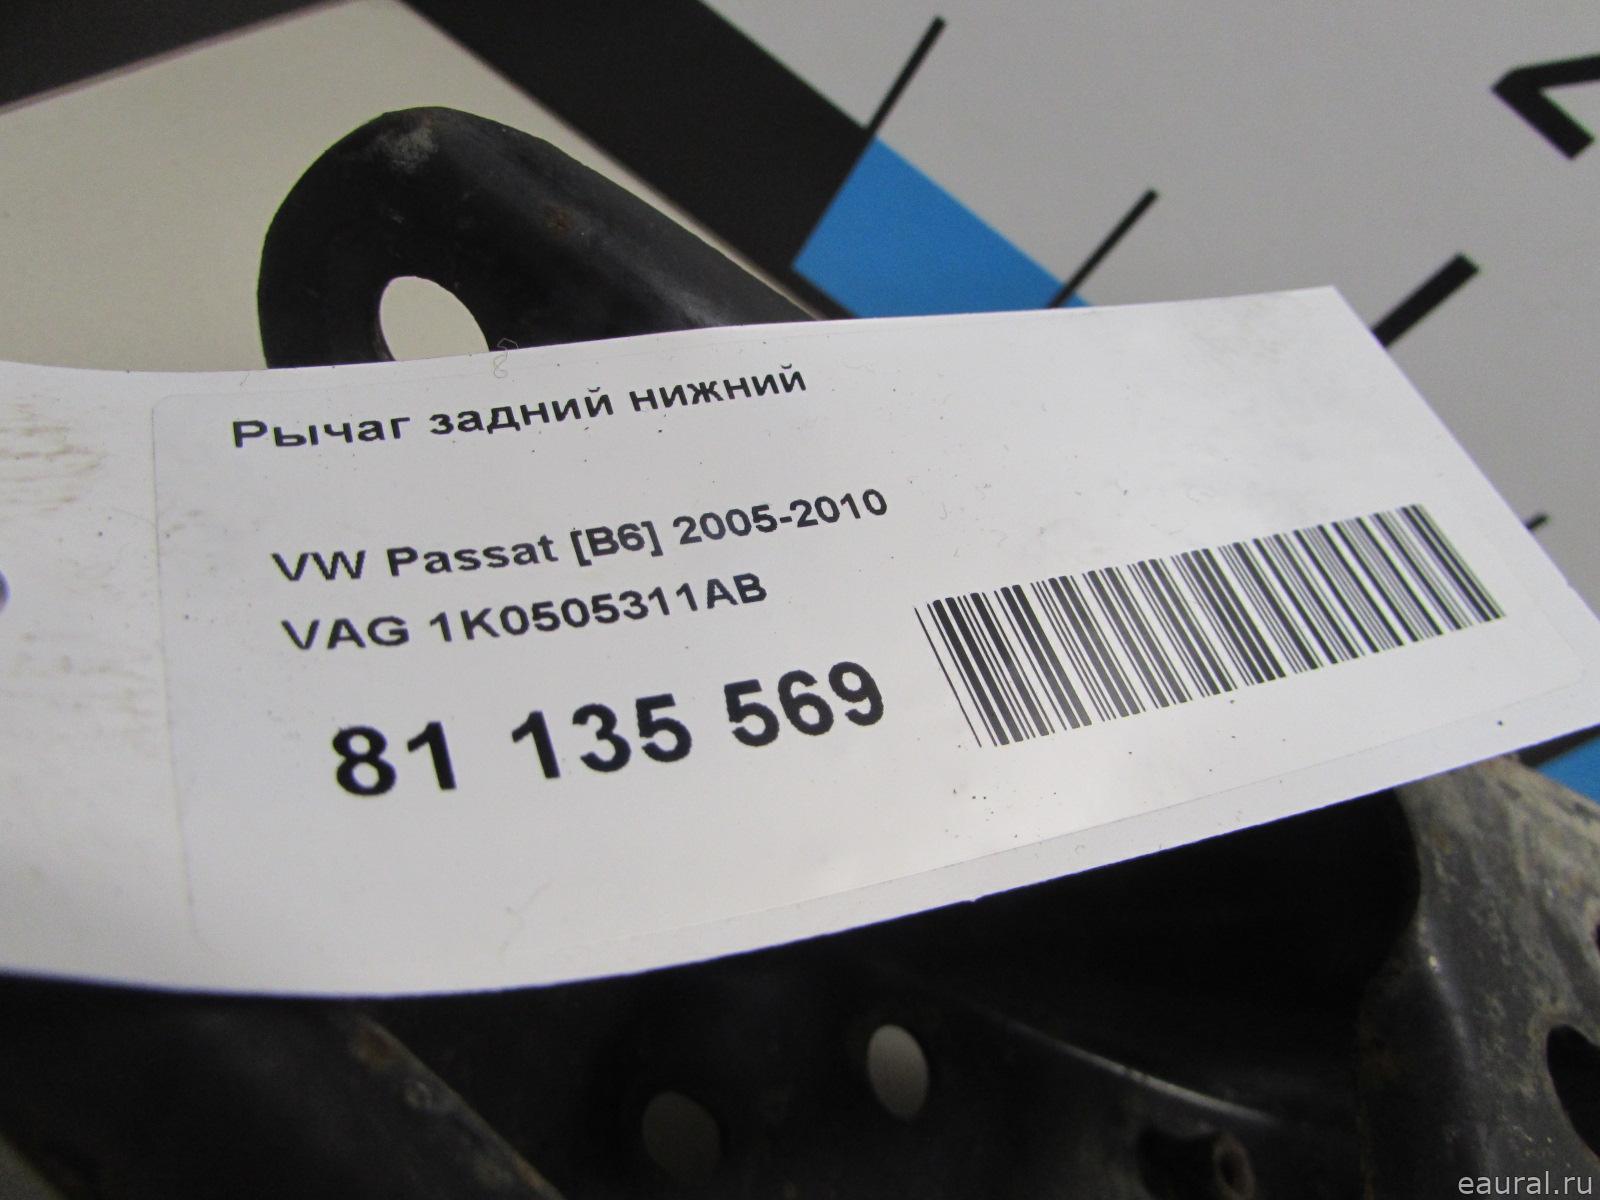 Рычаг задний нижний
VW Passat [B6] 2005-2010
VAG 1K0505311AB
81 135 569
eaural.ru